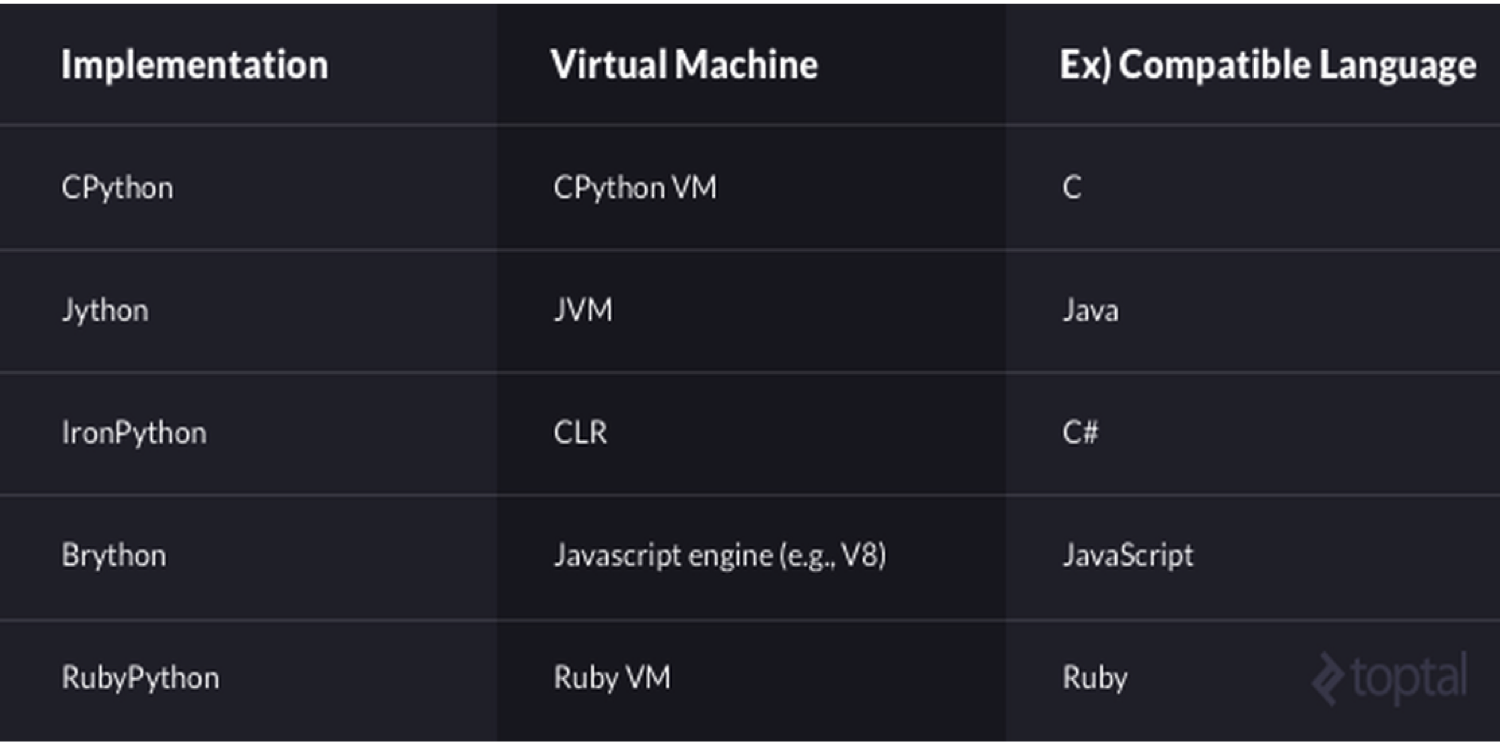 Implementation Virtual Machine Ex) Compatible Language
CPython CPython VM C
Jython JVM Java
IronPython CLR C#
Brython Javascript engine (e.g., V8) JavaScript
RubyPython Ruby VM Ruby
toptal